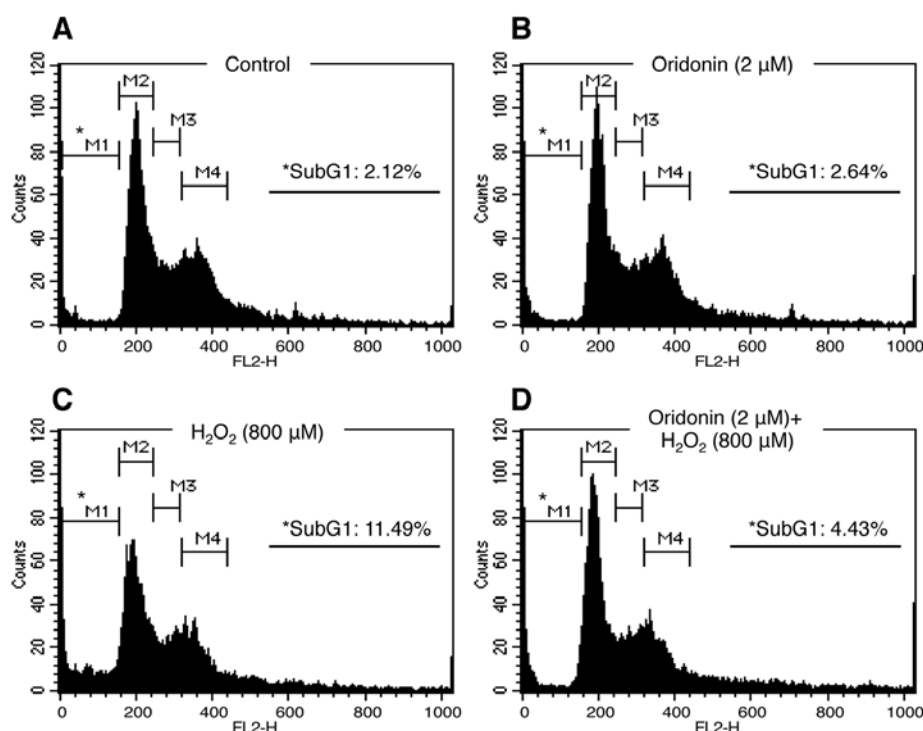 A
Control
120
100
80
60
40
20
0
Counts
M2
M3
*
M1
M4
*SubG1: 2.12%
0 200 400 600 800 1000
FL2-H
B
Oridonin (2 µM)
120
100
80
60
40
20
0
Counts
M2
M3
*
M1
M4
*SubG1: 2.64%
0 200 400 600 800 1000
FL2-H
C
H₂O₂ (800 µM)
120
100
80
60
40
20
0
Counts
M2
M3
*
M1
M4
*SubG1: 11.49%
0 200 400 600 800 1000
FL2-H
D
Oridonin (2 µM)+
H₂O₂ (800 µM)
120
100
80
60
40
20
0
Counts
M2
M3
*
M1
M4
*SubG1: 4.43%
0 200 400 600 800 1000
FL2-H